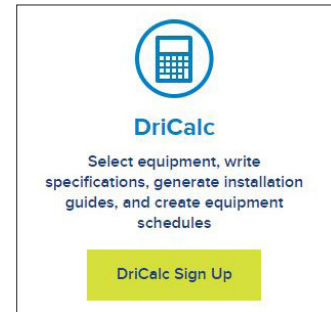 DriCalc
Select equipment, write
specifications, generate installation
guides, and create equipment
schedules
DriCalc Sign Up